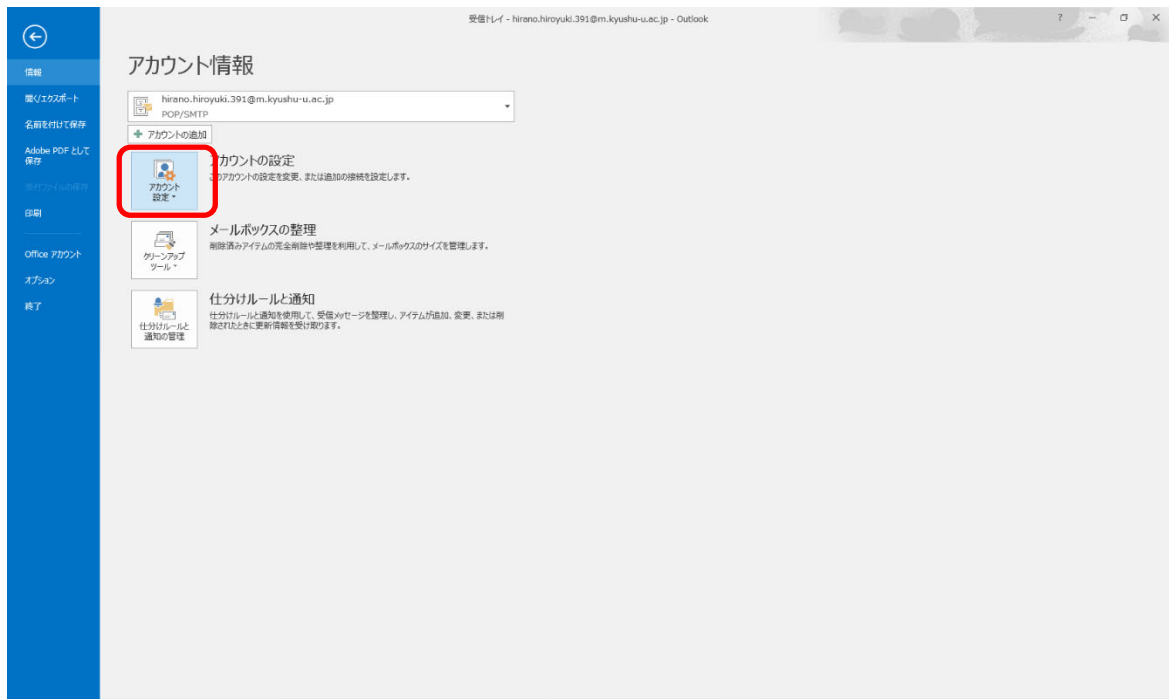 受信トレイ - hirano.hiroyuki.391@m.kyushu-u.ac.jp - Outlook
?
情報
開く/エクスポート
名前を付けて保存
Adobe PDF として
保存
添付ファイルの保存
印刷
Office アカウント
オプション
終了
アカウント情報
hirano.hiroyuki.391@m.kyushu-u.ac.jp
POP/SMTP
アカウントの追加
アカウント
設定
アカウントの設定
このアカウントの設定を変更、または追加の接続を設定します。
クリーンアップ
ツール
メールボックスの整理
削除済みアイテムの完全削除や整理を利用して、メールボックスのサイズを管理します。
仕分けルールと
通知の管理
仕分けルールと通知
仕分けルールと通知を使用して、受信メッセージを整理し、アイテムが追加、変更、または削
除されたときに更新情報を受け取ります。